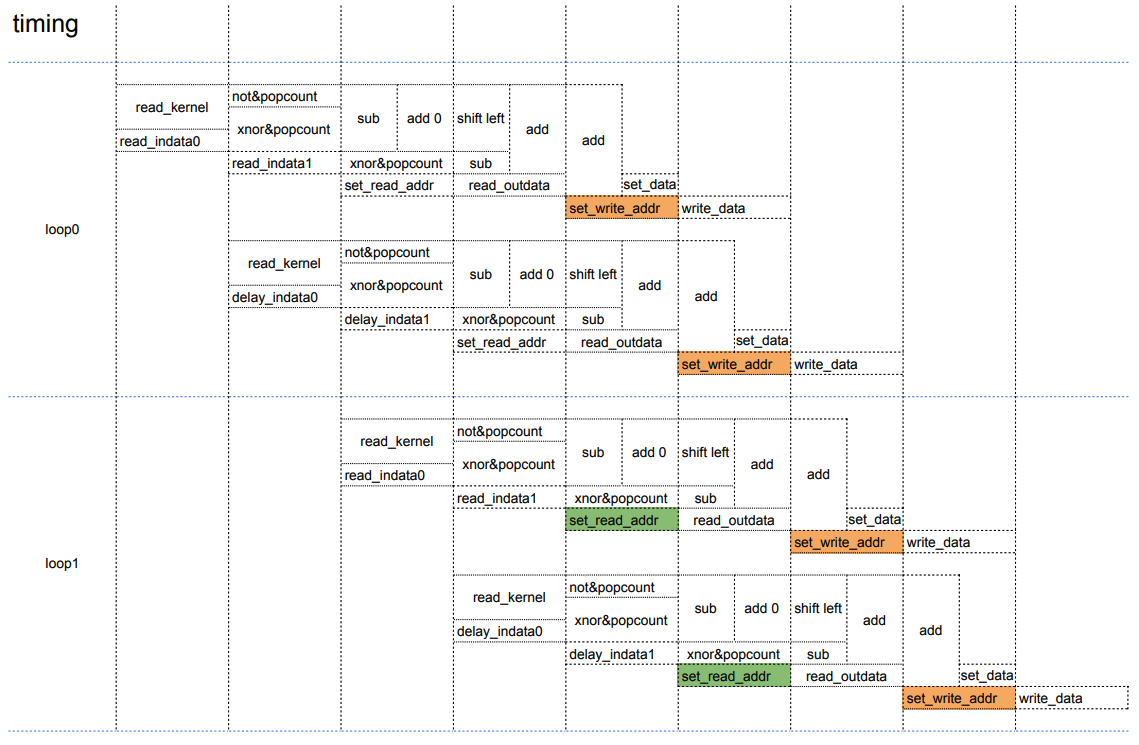 timing
loop0
read_kernel
not&popcount
xnor&popcount
sub
add 0
shift left
add
add
read_indata0
read_indata1
xnor&popcount
sub
set_read_addr
read_outdata
set_data
set_write_addr
write_data
read_kernel
not&popcount
xnor&popcount
sub
add 0
shift left
add
add
delay_indata0
delay_indata1
xnor&popcount
sub
set_read_addr
read_outdata
set_data
set_write_addr
write_data
loop1
read_kernel
not&popcount
xnor&popcount
sub
add 0
shift left
add
add
read_indata0
read_indata1
xnor&popcount
sub
set_read_addr
read_outdata
set_data
set_write_addr
write_data
read_kernel
not&popcount
xnor&popcount
sub
add 0
shift left
add
add
delay_indata0
delay_indata1
xnor&popcount
sub
set_read_addr
read_outdata
set_data
set_write_addr
write_data